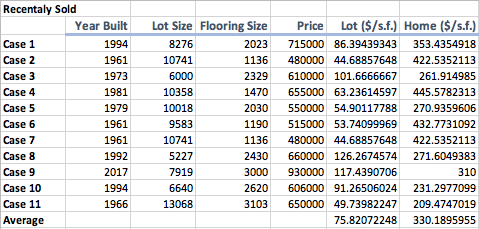 Recentaly Sold
Year Built Lot Size Flooring Size Price Lot ($/s.f.) Home ($/s.f.)
Case 1 1994 8276 2023 715000 86.39439343 353.4354918
Case 2 1961 10741 1136 480000 44.68857648 422.5352113
Case 3 1973 6000 2329 610000 101.6666667 261.914985
Case 4 1981 10358 1470 655000 63.23614597 445.5782313
Case 5 1979 10018 2030 550000 54.90117788 270.9359606
Case 6 1961 9583 1190 515000 53.74099969 432.7731092
Case 7 1961 10741 1136 480000 44.68857648 422.5352113
Case 8 1992 5227 2430 660000 126.2674574 271.6049383
Case 9 2017 7919 3000 930000 117.4390706 310
Case 10 1994 6640 2620 606000 91.26506024 231.2977099
Case 11 1966 13068 3103 650000 49.73982247 209.4747019
Average 75.82072248 330.1895955